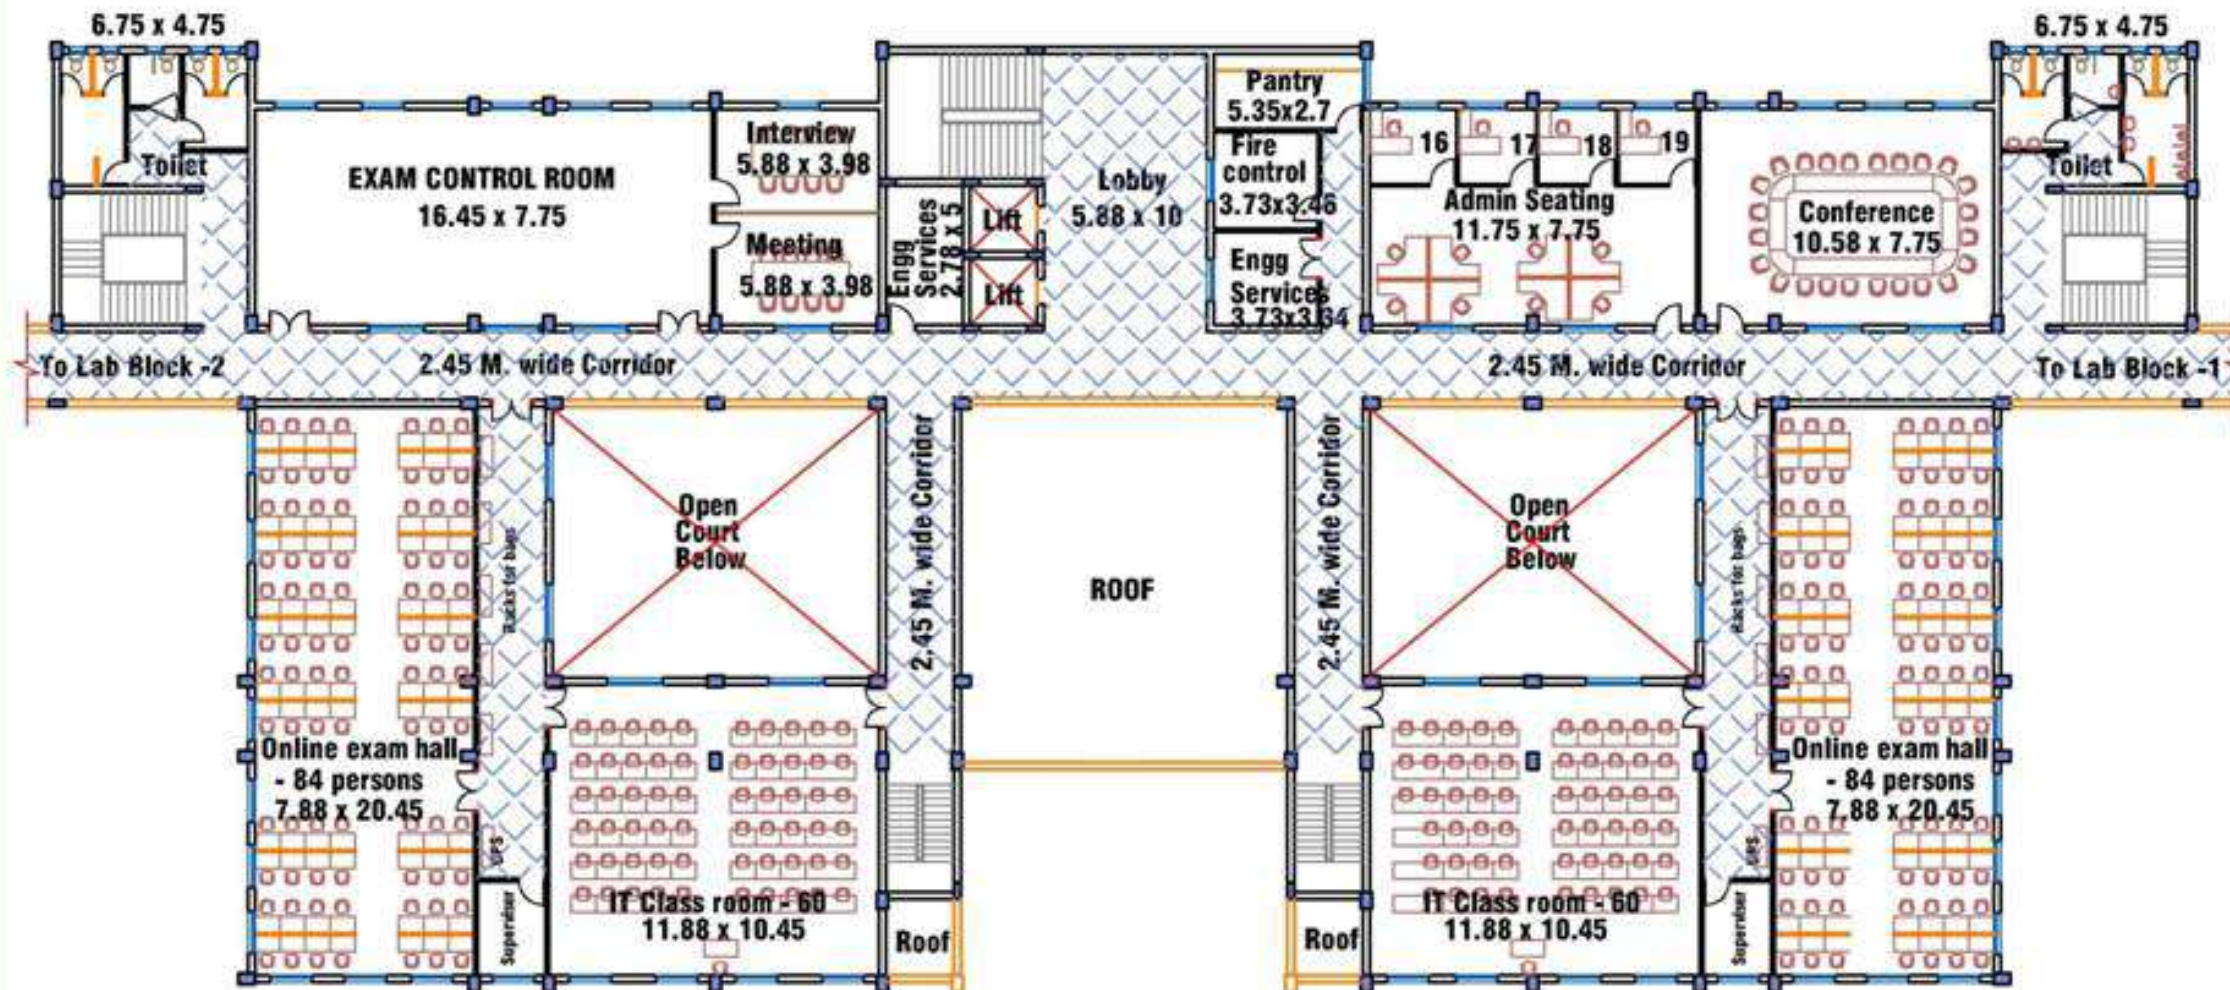 6.75 x 4.75
6.75 x 4.75
Toilet
EXAM CONTROL ROOM
16.45 x 7.75
Interview
5.88 x 3.98
Meeting
5.88 x 3.98
Engg
Services
2.78 x 5
Lift
Lift
Lobby
5.88 x 10
Pantry
5.35x2.7
Fire
control
3.73x3.46
Engg
Services
3.73x3.34
16
17
18
19
Admin Seating
11.75 x 7.75
Conference
10.58 x 7.75
Toilet
To Lab Block -2
2.45 M. wide Corridor
2.45 M. wide Corridor
To Lab Block -1
Racks for bags
Open
Court
Below
2.45 M. wide Corridor
ROOF
2.45 M. wide Corridor
Open
Court
Below
Racks for bags
Online exam hall
- 84 persons
7.88 x 20.45
UPS
Superviser
IT Class room - 60
11.88 x 10.45
Roof
Roof
IT Class room - 60
11.88 x 10.45
UPS
Superviser
Online exam hall
- 84 persons
7.88 x 20.45